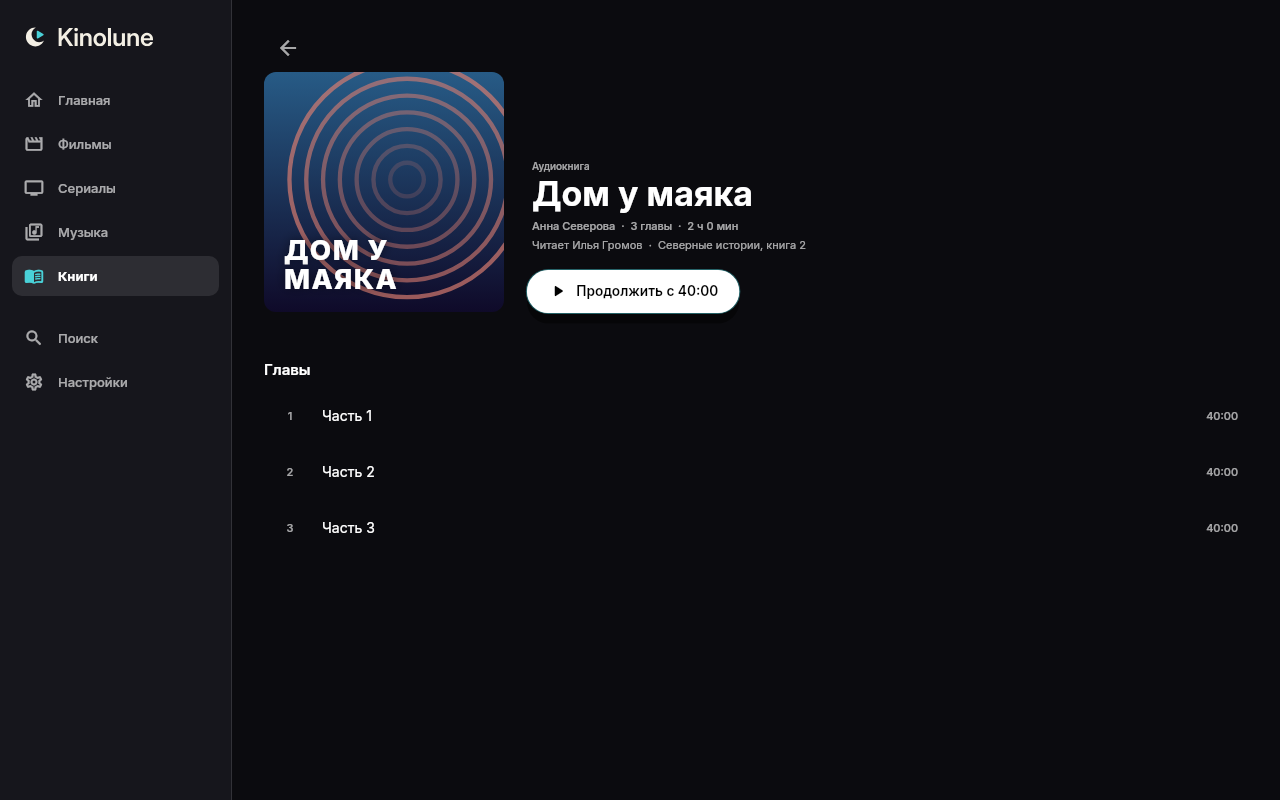 Kinolune
Главная
Фильмы
Сериалы
Музыка
Книги
Поиск
Настройки
ДОМ У
МАЯКА
Аудиокнига
Дом у маяка
Анна Северова · 3 главы · 2 ч 0 мин
Читает Илья Громов · Северные истории, книга 2
Продолжить с 40:00
Главы
1 Часть 1 40:00
2 Часть 2 40:00
3 Часть 3 40:00